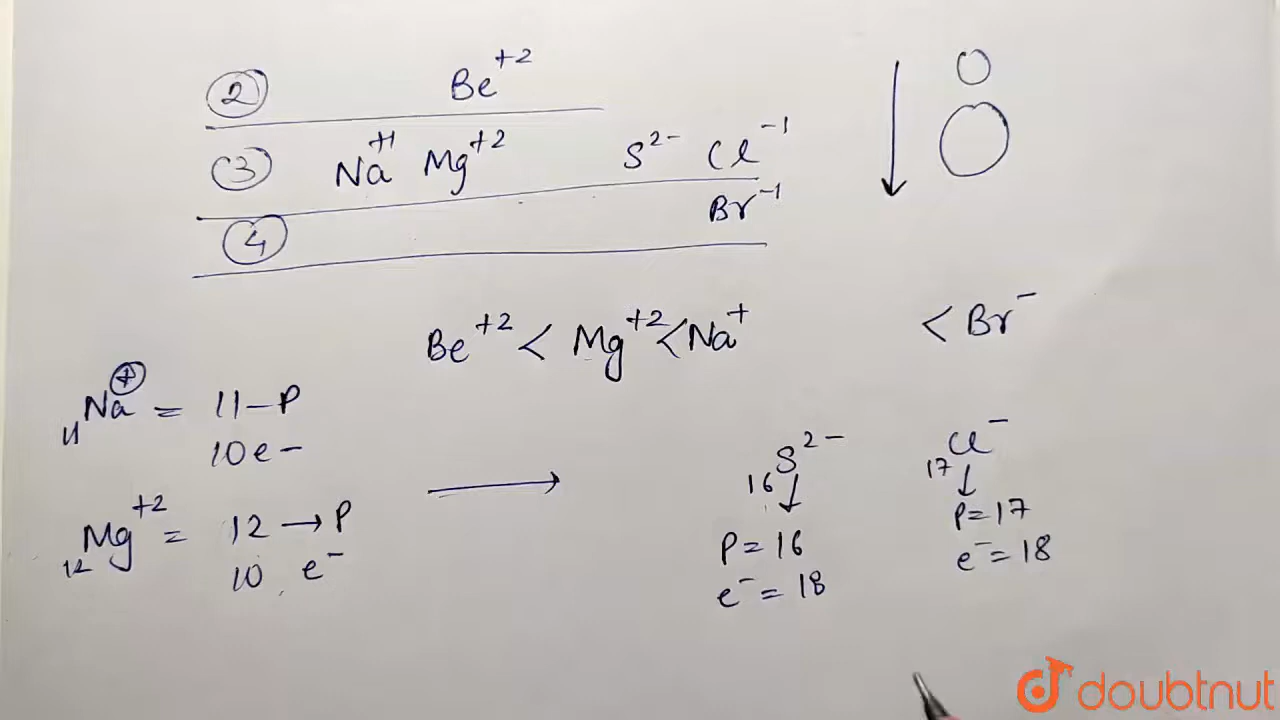 2 Be+2
3 Na+1 Mg+2 S2- Cl-1
4 Br-1
Be+2 < Mg+2 < Na+ < Br-
11Na+ = 11-P
10e-
12Mg+2 = 12 → P
10 e-
16S2-
P = 16
e- = 18
17Cl-
P = 17
e- = 18
doubtnut